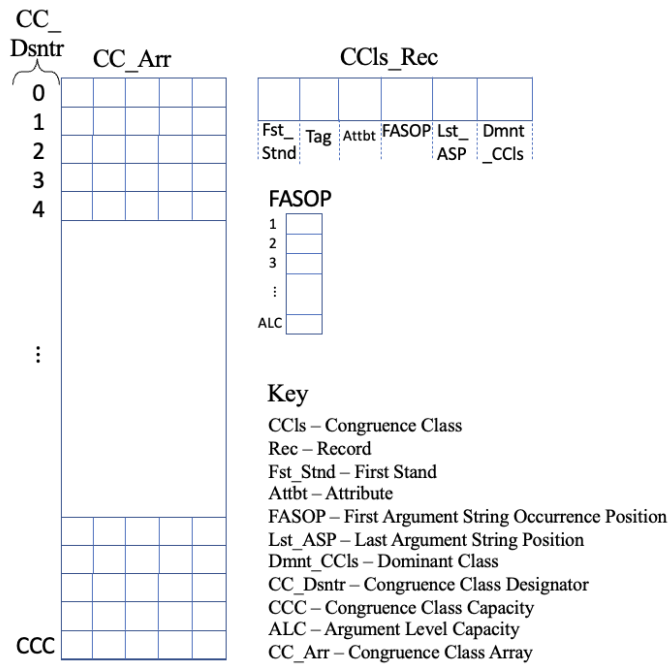 CC_
Dsntr
CC_Arr
CCls_Rec
0
1
2
3
4
⋮
CCC
Fst_
Stnd
Tag
Attbt
FASOP
Lst_
ASP
Dmnt
_CCls
FASOP
1
2
3
⋮
ALC
Key
CCls – Congruence Class
Rec – Record
Fst_Stnd – First Stand
Attbt – Attribute
FASOP – First Argument String Occurrence Position
Lst_ASP – Last Argument String Position
Dmnt_CCls – Dominant Class
CC_Dsntr – Congruence Class Designator
CCC – Congruence Class Capacity
ALC – Argument Level Capacity
CC_Arr – Congruence Class Array